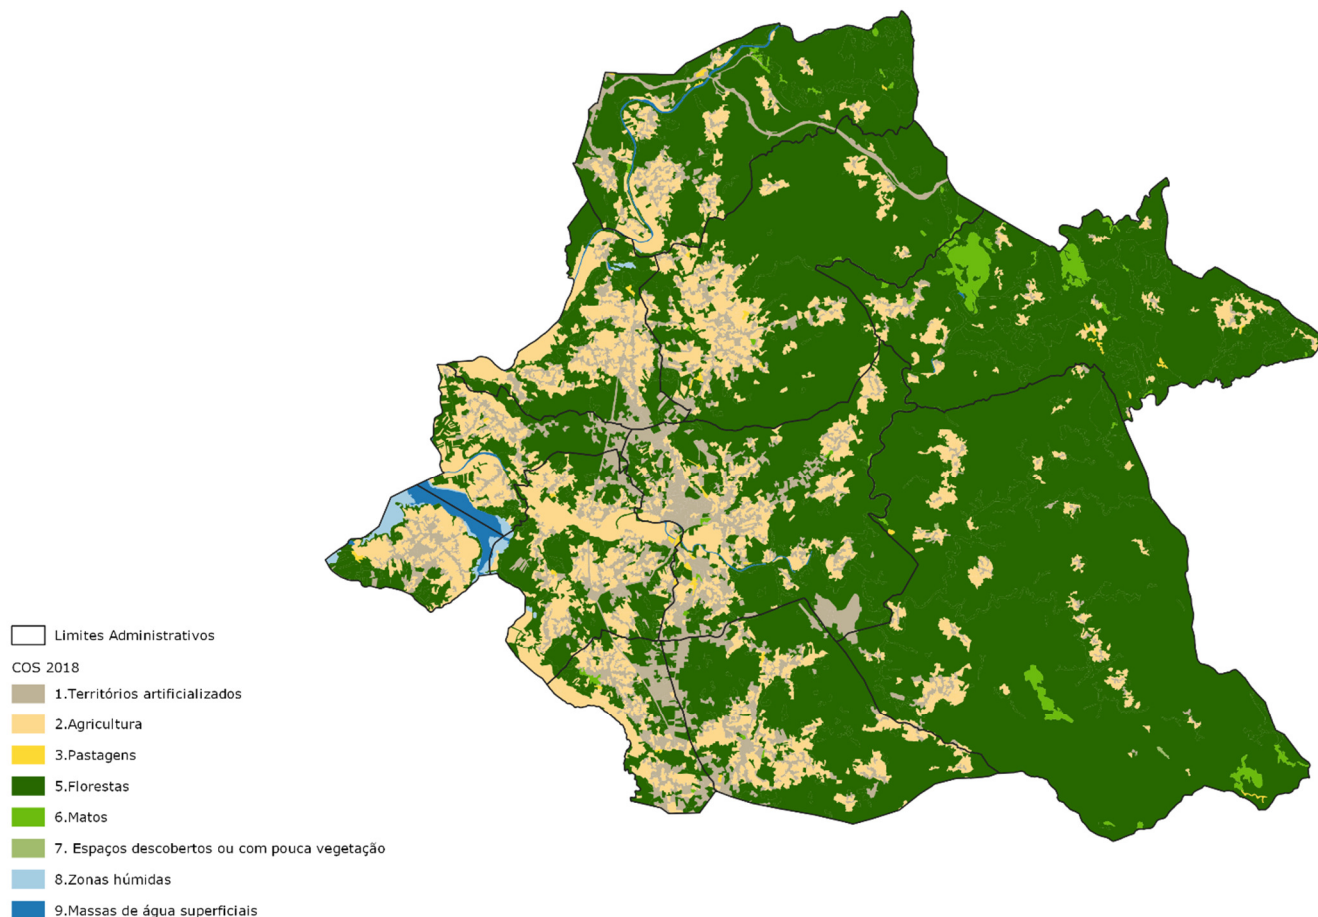 Limites Administrativos
COS 2018
1.Territórios artificializados
2.Agricultura
3.Pastagens
5.Florestas
6.Matos
7. Espaços descobertos ou com pouca vegetação
8.Zonas húmidas
9.Massas de água superficiais